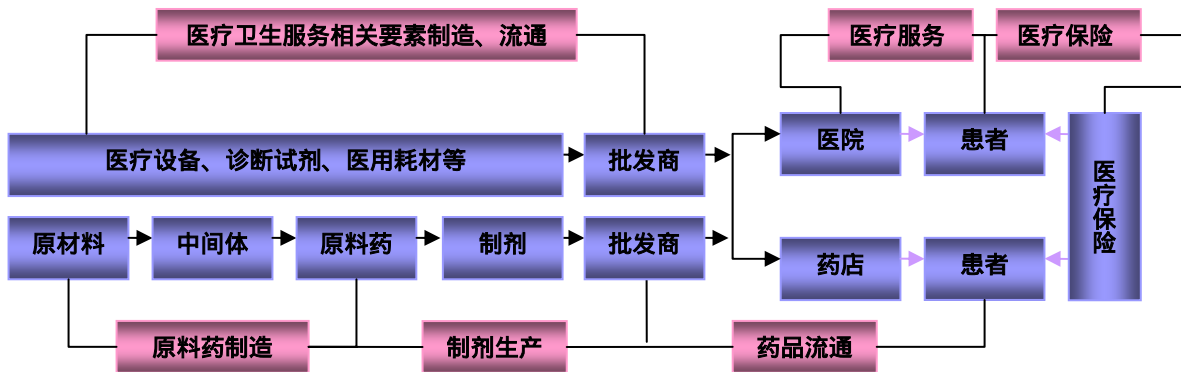 医疗卫生服务相关要素制造、流通
医疗服务
医疗保险
医疗设备、诊断试剂、医用耗材等
批发商
医院
患者
医疗保险
原材料
中间体
原料药
制剂
批发商
药店
患者
原料药制造
制剂生产
药品流通